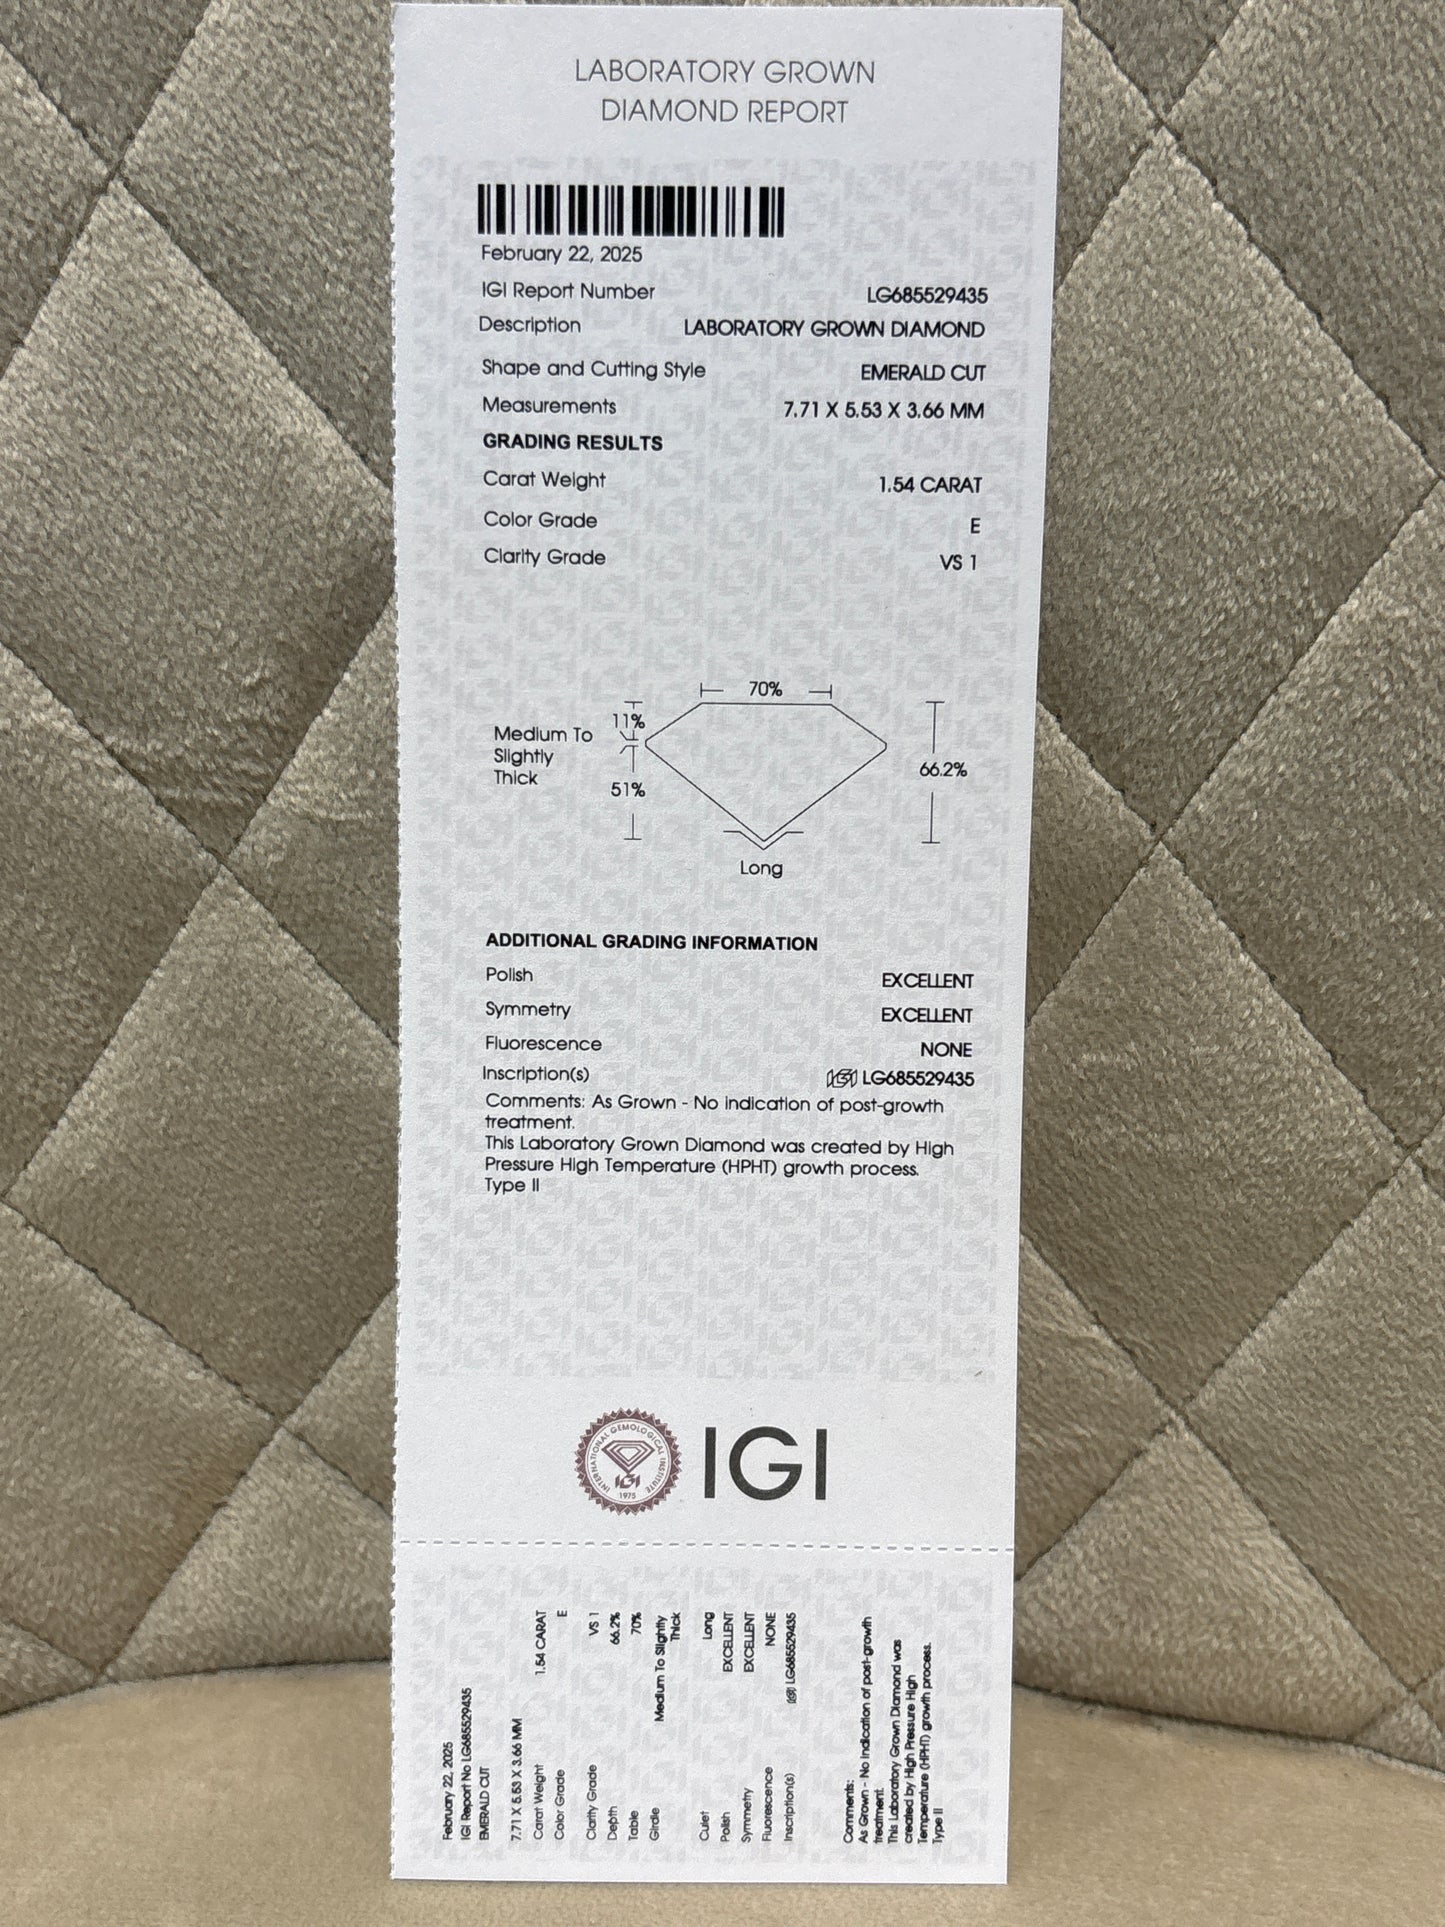 LABORATORY GROWN
DIAMOND REPORT
February 22, 2025
IGI Report Number LG685529435
Description LABORATORY GROWN DIAMOND
Shape and Cutting Style EMERALD CUT
Measurements 7.71 X 5.53 X 3.66 MM
GRADING RESULTS
Carat Weight 1.54 CARAT
Color Grade E
Clarity Grade VS 1
70%
11%
Medium To
Slightly
Thick
51%
66.2%
Long
ADDITIONAL GRADING INFORMATION
Polish EXCELLENT
Symmetry EXCELLENT
Fluorescence NONE
Inscription(s) IGI LG685529435
Comments: As Grown - No indication of post-growth
treatment.
This Laboratory Grown Diamond was created by High
Pressure High Temperature (HPHT) growth process.
Type II
INTERNATIONAL GEMOLOGICAL INSTITUTE
IGI
1975
IGI
February 22, 2025
IGI Report No LG685529435
EMERALD CUT
7.71 X 5.53 X 3.66 MM
Carat Weight 1.54 CARAT
Color Grade E
Clarity Grade VS 1
Depth 66.2%
Table 70%
Girdle Medium To Slightly
Thick
Culet Long
Polish EXCELLENT
Symmetry EXCELLENT
Fluorescence NONE
Inscription(s) IGI LG685529435
Comments:
As Grown - No indication of post-growth
treatment.
This Laboratory Grown Diamond was
created by High Pressure High
Temperature (HPHT) growth process.
Type II